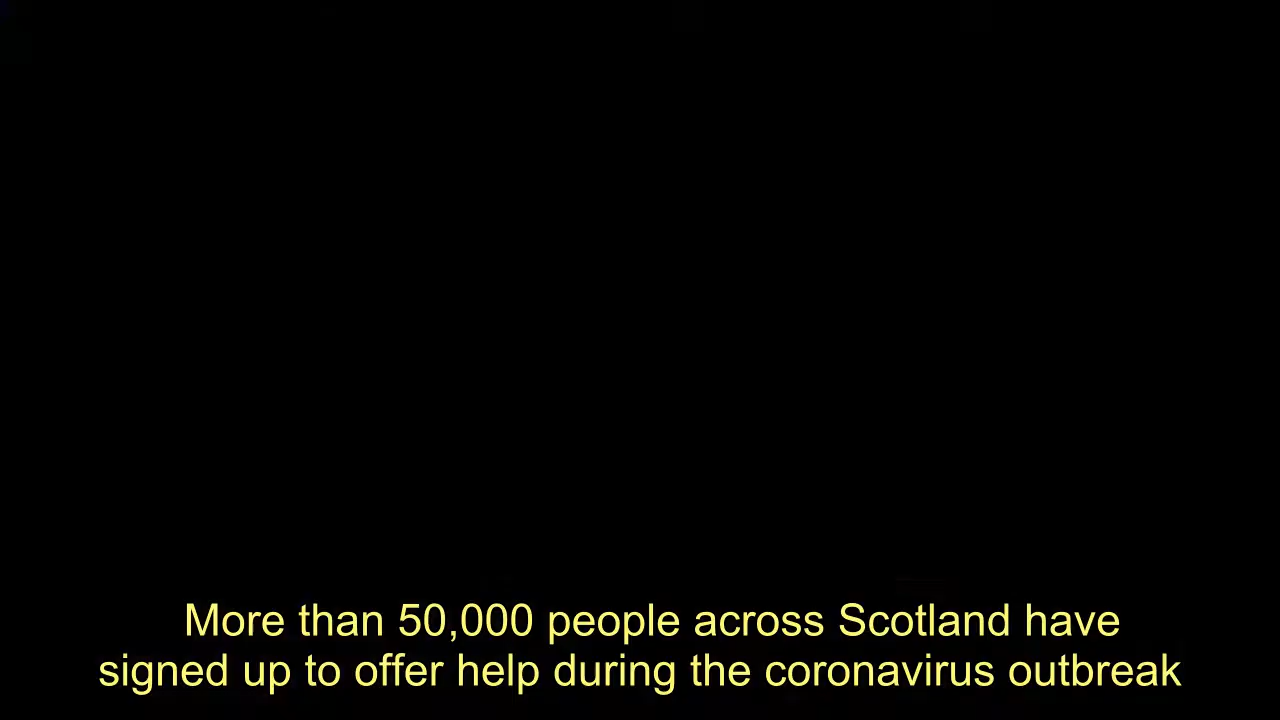 More than 50,000 people across Scotland have
signed up to offer help during the coronavirus outbreak